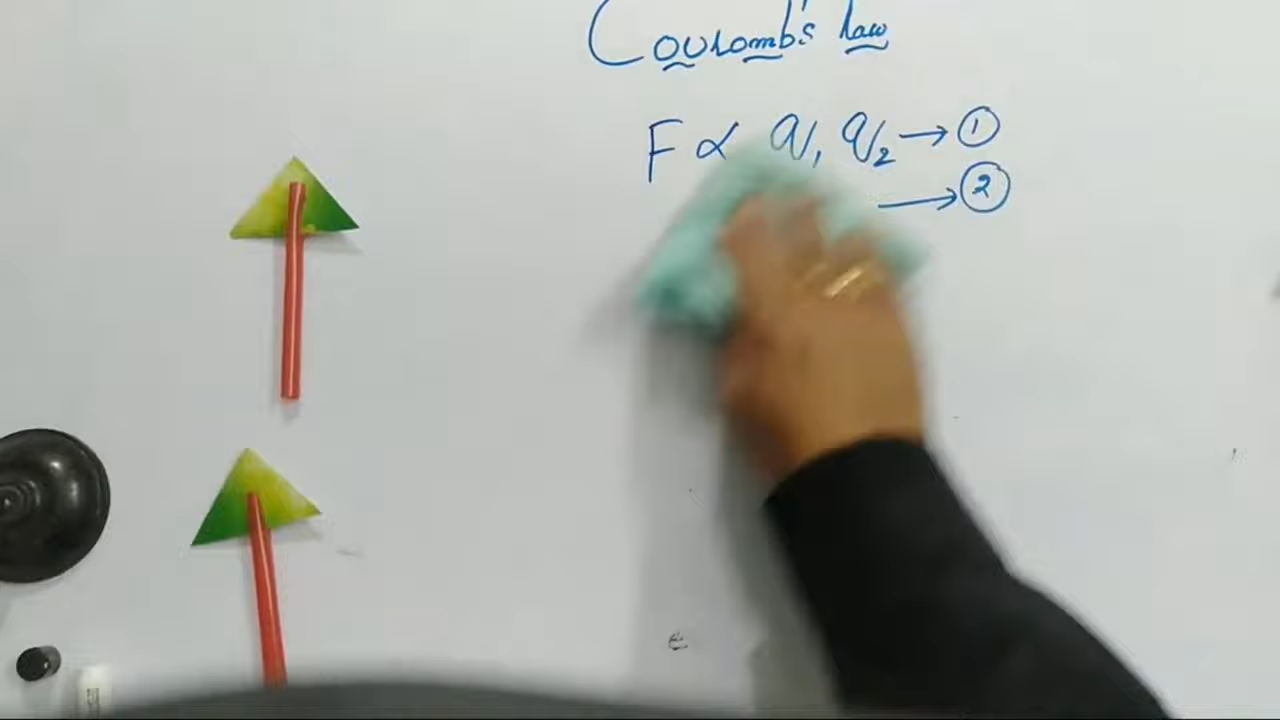 Coulomb's law
F ∝ q₁ q₂ → ①
→ ②
e